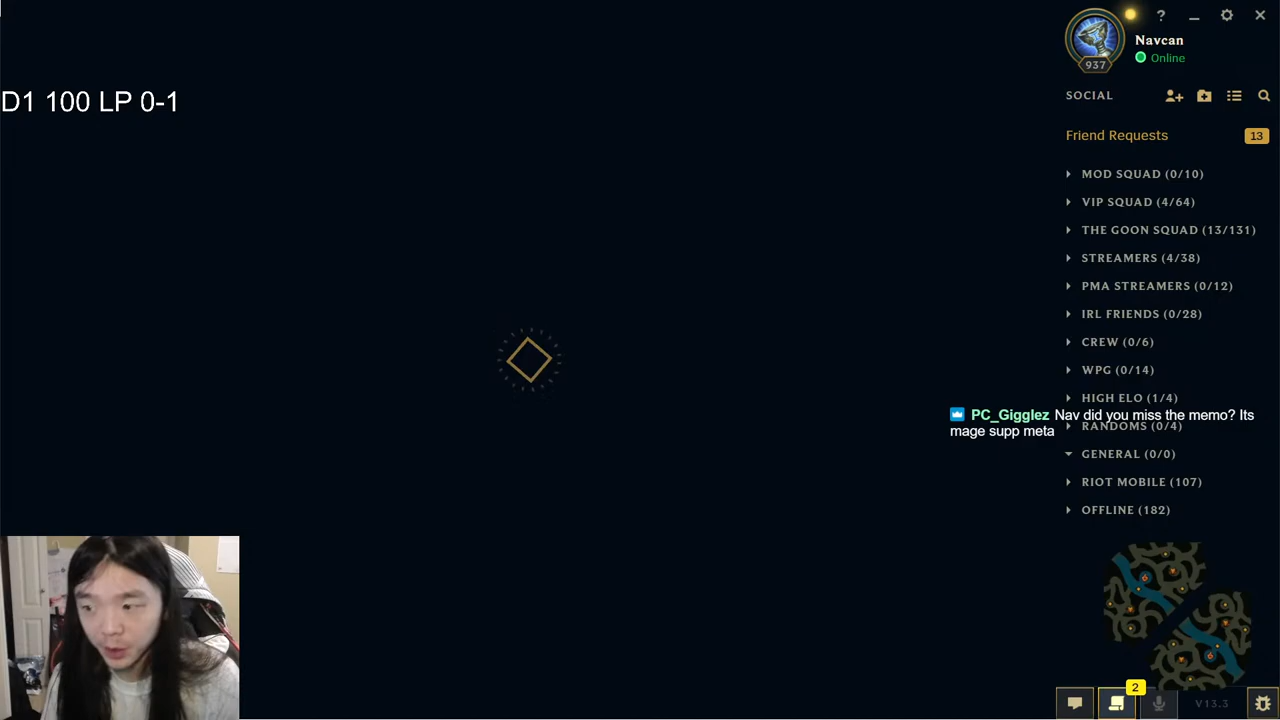 ?
Navcan
937
Online
D1 100 LP 0-1
SOCIAL
Friend Requests
13
MOD SQUAD (0/10)
VIP SQUAD (4/64)
THE GOON SQUAD (13/131)
STREAMERS (4/38)
PMA STREAMERS (0/12)
IRL FRIENDS (0/28)
CREW (0/6)
WPG (0/14)
HIGH ELO (1/4)
PC_Gigglez Nav did you miss the memo? Its
mage supp meta
RANDOMS (0/4)
GENERAL (0/0)
RIOT MOBILE (107)
OFFLINE (182)
2
V13.3